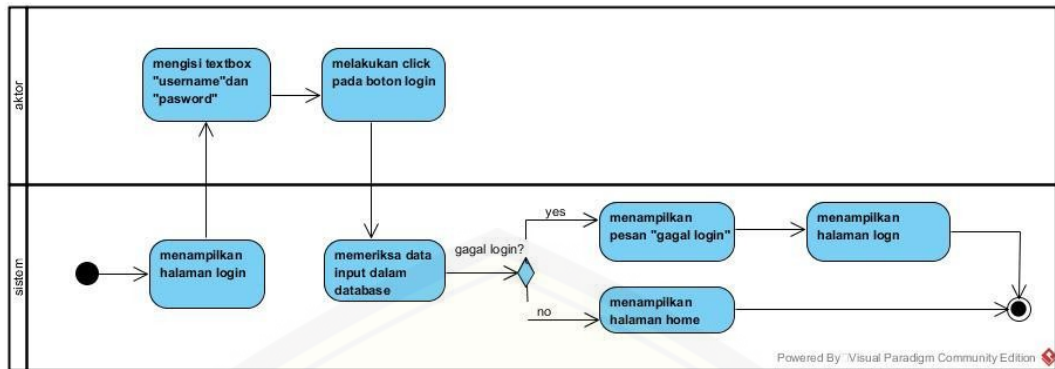 aktor
mengisi textbox
"username"dan
"pasword"
melakukan click
pada boton login
sistem
menampilkan
halaman login
memeriksa data
input dalam
database
gagal login?
yes
menampilkan
pesan "gagal login"
menampilkan
halaman logn
no
menampilkan
halaman home
Powered By Visual Paradigm Community Edition